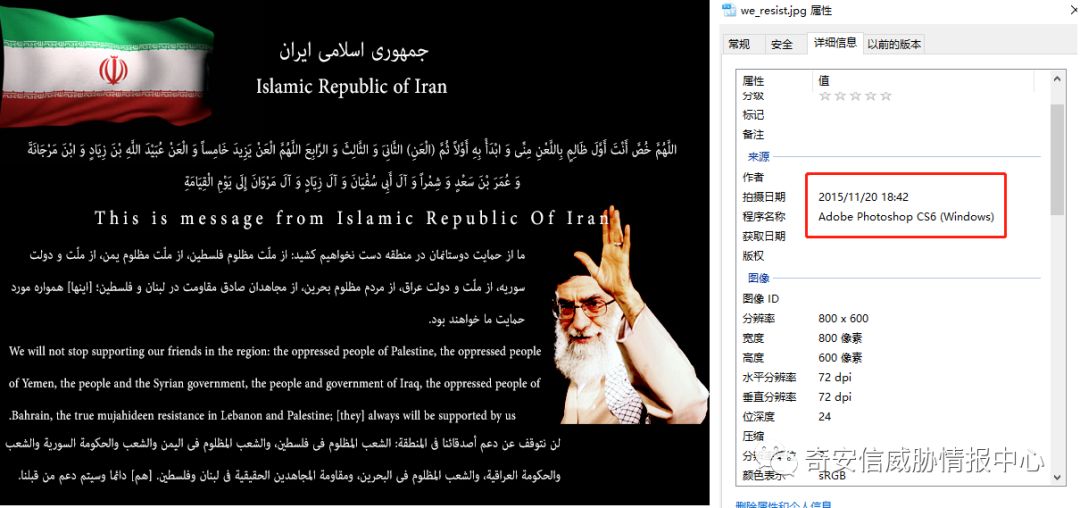 جمهوری اسلامی ایران
Islamic Republic of Iran
اللَّهُمَّ خُصَّ أَنْتَ أَوَّلَ ظَالِمٍ بِاللَّعْنِ مِنِّی وَ ابْدَأْ بِهِ أَوَّلاً ثُمَّ (الْعَنِ) الثَّانِیَ وَ الثَّالِثَ وَ الرَّابِعَ اللَّهُمَّ الْعَنْ یَزِیدَ خَامِساً وَ الْعَنْ عُبَیْدَ اللَّهِ بْنَ زِیَادٍ وَ ابْنَ مَرْجَانَةَ
وَ عُمَرَ بْنَ سَعْدٍ وَ شِمْراً وَ آلَ أَبِی سُفْیَانَ وَ آلَ زِیَادٍ وَ آلَ مَرْوَانَ إِلَی یَوْمِ الْقِیَامَةِ
This is message from Islamic Republic Of Iran
ما از حمایت دوستانمان در منطقه دست نخواهیم کشید: از ملّت مظلوم فلسطین، از ملّت مظلوم یمن، از ملّت و دولت
سوریه، از ملّت و دولت عراق، از مردم مظلوم بحرین، از مجاهدان صادق مقاومت در لبنان و فلسطین؛ [اینها] همواره مورد
حمایت ما خواهند بود.
We will not stop supporting our friends in the region: the oppressed people of Palestine, the oppressed people
of Yemen, the people and the Syrian government, the people and government of Iraq, the oppressed people of
.Bahrain, the true mujahideen resistance in Lebanon and Palestine; [they] always will be supported by us
لن نتوقف عن دعم أصدقائنا في المنطقة: الشعب المظلوم في فلسطين، والشعب المظلوم في اليمن والشعب والحكومة السورية والشعب
والحكومة العراقية، والشعب المظلوم في البحرين، ومقاومة المجاهدين الحقيقية في لبنان وفلسطين. [هم] دائما وسيتم دعم من قبلنا.
we_resist.jpg 属性
常规 安全 详细信息 以前的版本
属性 值
分级
标记
备注
来源
作者
拍摄日期 2015/11/20 18:42
程序名称 Adobe Photoshop CS6 (Windows)
获取日期
版权
图像
图像 ID
分辨率 800 x 600
宽度 800 像素
高度 600 像素
水平分辨率 72 dpi
垂直分辨率 72 dpi
位深度 24
压缩
颜色表示 sRGB
奇安信威胁情报中心
删除属性和个人信息